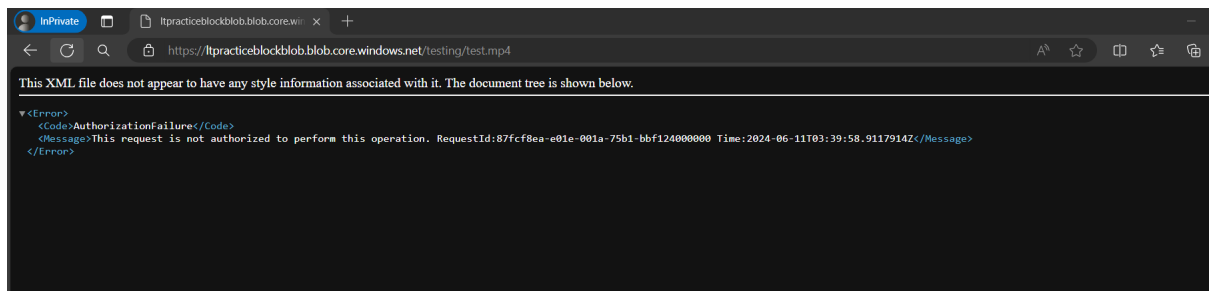 InPrivate
ltpracticeblockblob.blob.core.win
https://ltpracticeblockblob.blob.core.windows.net/testing/test.mp4
This XML file does not appear to have any style information associated with it. The document tree is shown below.
▼<Error>
<Code>AuthorizationFailure</Code>
<Message>This request is not authorized to perform this operation. RequestId:87fcf8ea-e01e-001a-75b1-bbf124000000 Time:2024-06-11T03:39:58.9117914Z</Message>
</Error>